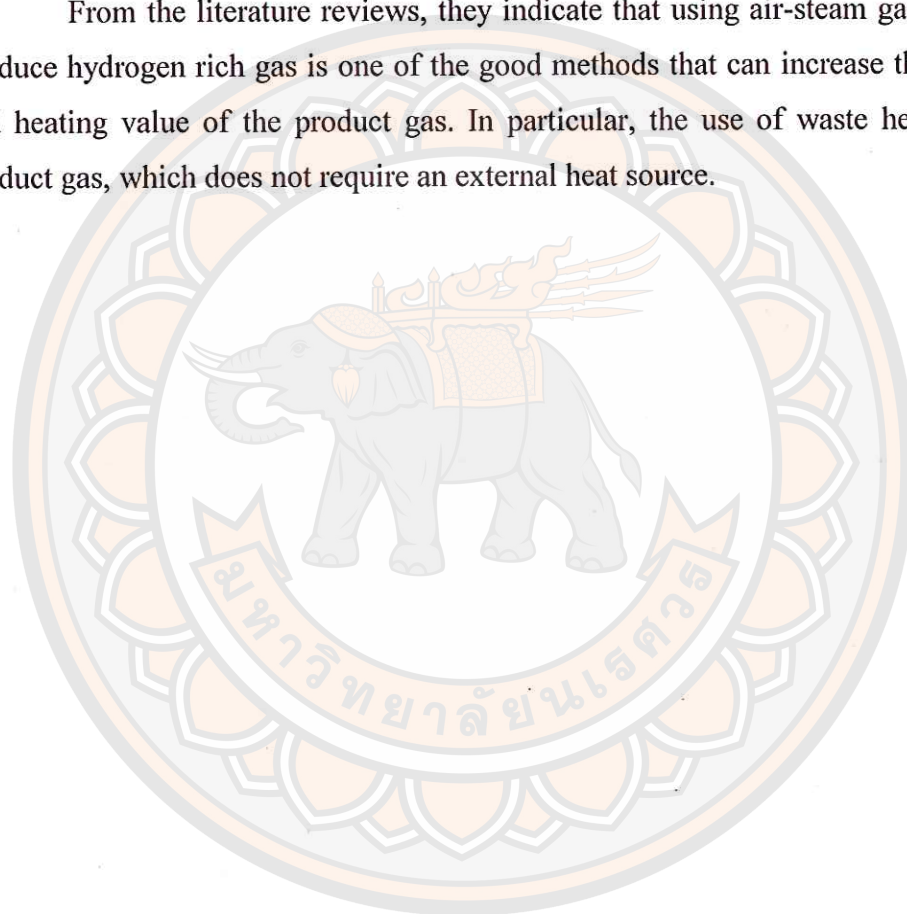 From the literature reviews, they indicate that using air-steam ga
duce hydrogen rich gas is one of the good methods that can increase th
heating value of the product gas. In particular, the use of waste he
duct gas, which does not require an external heat source.
มหาวิทยาลัยนเรศวร